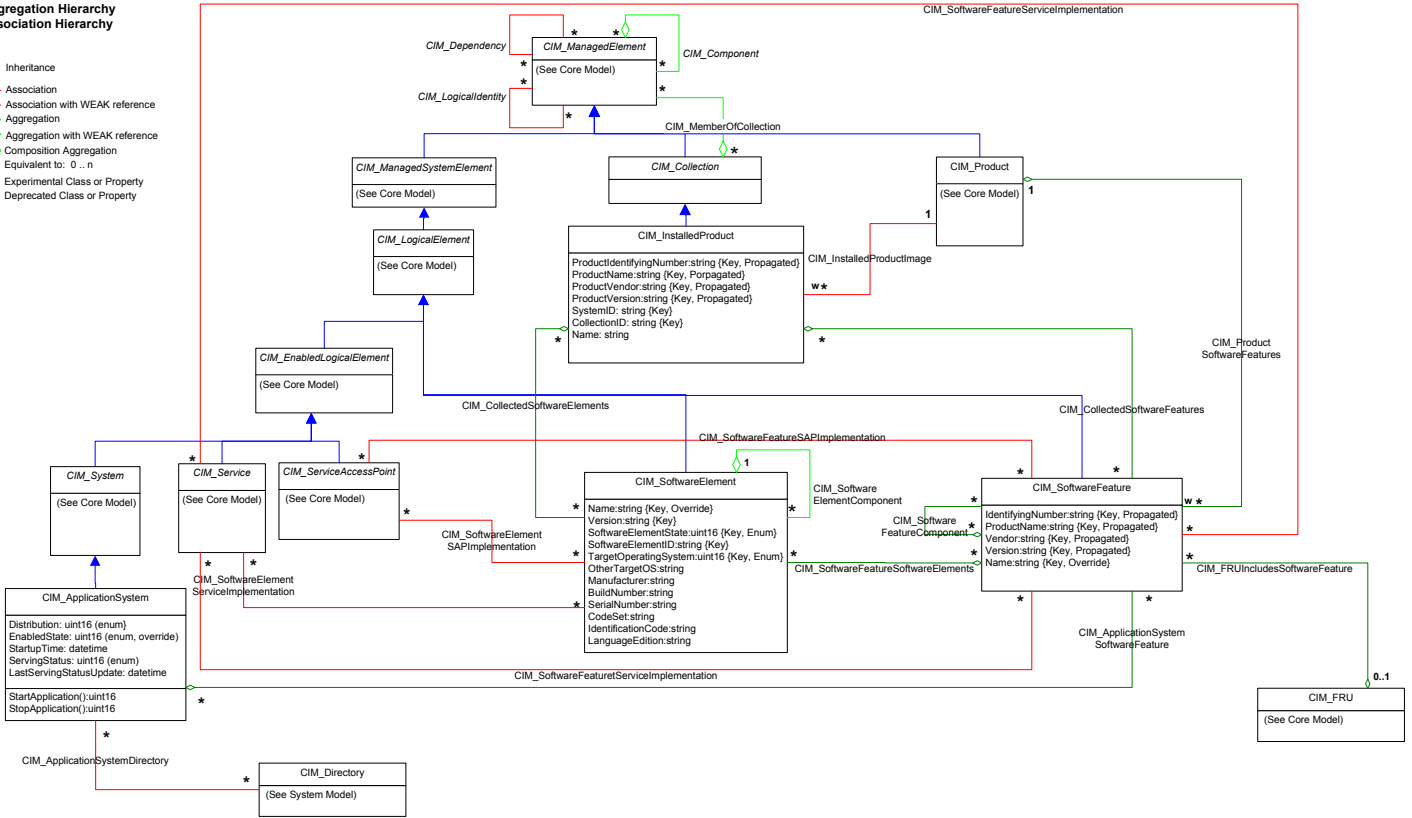 gregation Hierarchy
sociation Hierarchy
Inheritance
Association
Association with WEAK reference
Aggregation
Aggregation with WEAK reference
Composition Aggregation
Equivalent to: 0 .. n
Experimental Class or Property
Deprecated Class or Property
CIM_SoftwareFeatureServiceImplementation
CIM_Dependency
*
*
CIM_ManagedElement
(See Core Model)
CIM_Component
*
*
*
*
CIM_LogicalIdentity
*
CIM_MemberOfCollection
*
CIM_ManagedSystemElement
(See Core Model)
CIM_Collection
CIM_Product
(See Core Model)
1
1
CIM_LogicalElement
(See Core Model)
CIM_InstalledProduct
ProductIdentifyingNumber:string {Key, Propagated}
ProductName:string {Key, Porpagated}
ProductVendor:string {Key, Propagated}
ProductVersion:string {Key, Propagated}
SystemID: string {Key}
CollectionID: string {Key}
Name: string
CIM_InstalledProductImage
w*
*
*
CIM_Product
SoftwareFeatures
CIM_EnabledLogicalElement
(See Core Model)
CIM_CollectedSoftwareElements
CIM_CollectedSoftwareFeatures
CIM_SoftwareFeatureSAPImplementation
*
*
*
*
CIM_System
(See Core Model)
CIM_Service
(See Core Model)
CIM_ServiceAccessPoint
(See Core Model)
*
1
CIM_SoftwareElement
Name:string {Key, Override}
Version:string {Key}
SoftwareElementState:uint16 {Key, Enum}
SoftwareElementID:string {Key}
TargetOperatingSystem:uint16 {Key, Enum}
OtherTargetOS:string
Manufacturer:string
BuildNumber:string
SerialNumber:string
CodeSet:string
IdentificationCode:string
LanguageEdition:string
*
*
*
*
*
CIM_Software
ElementComponent
CIM_Software
FeatureComponent
*
*
*
CIM_SoftwareFeature
IdentifyingNumber:string {Key, Propagated}
ProductName:string {Key, Propagated}
Vendor:string {Key, Propagated}
Version:string {Key, Propagated}
Name:string {Key, Override}
w*
*
*
CIM_SoftwareElement
SAPImplementation
CIM_SoftwareFeatureSoftwareElements
CIM_FRUIncludesSoftwareFeature
*
*
CIM_SoftwareElement
ServiceImplementation
*
*
CIM_ApplicationSystem
Distribution: uint16 (enum}
EnabledState: uint16 (enum, override)
StartupTime: datetime
ServingStatus: uint16 (enum)
LastServingStatusUpdate: datetime
StartApplication():uint16
StopApplication():uint16
CIM_ApplicationSystem
SoftwareFeature
CIM_SoftwareFeaturetServiceImplementation
*
0..1
CIM_FRU
(See Core Model)
*
CIM_ApplicationSystemDirectory
*
CIM_Directory
(See System Model)